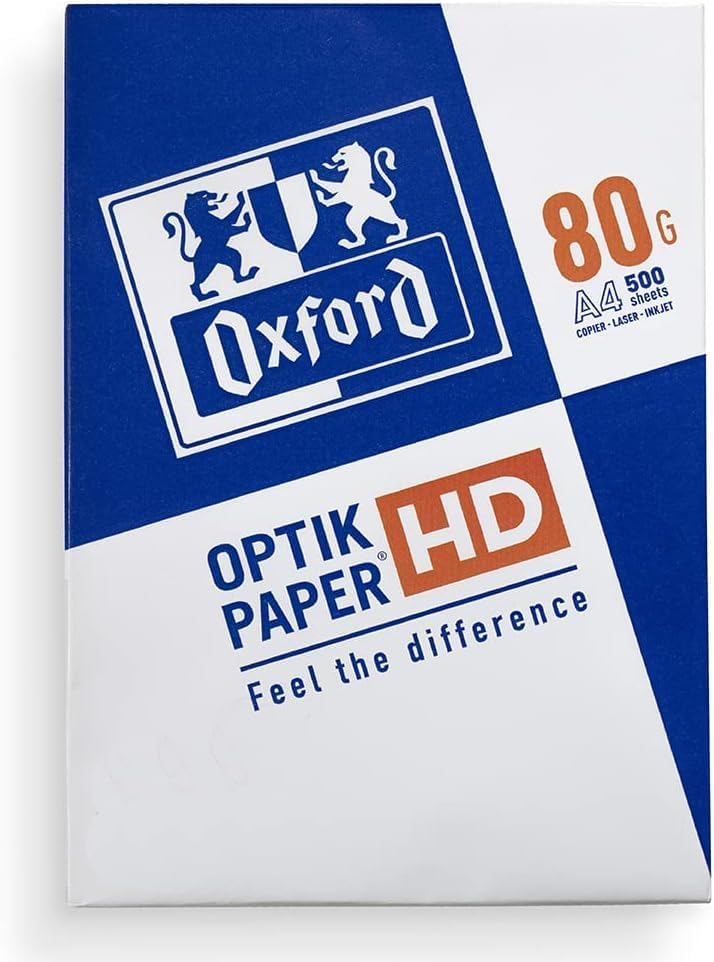 Oxford
80G
A4 500 sheets
COPIER - LASER - INKJET
OPTIK
PAPER® HD
Feel the difference